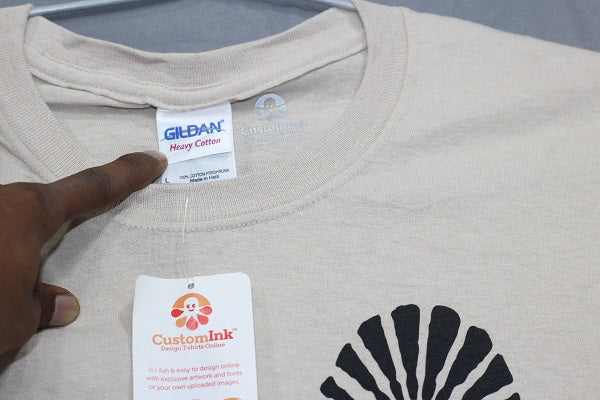 GILDAN®
Heavy Cotton
L
100% COTTON PRESHRUNK
Made in Haiti
CustomInk
CustomInk™
Design T-shirts Online
It's fun & easy to design online
with exclusive artwork and fonts
or your own uploaded images.